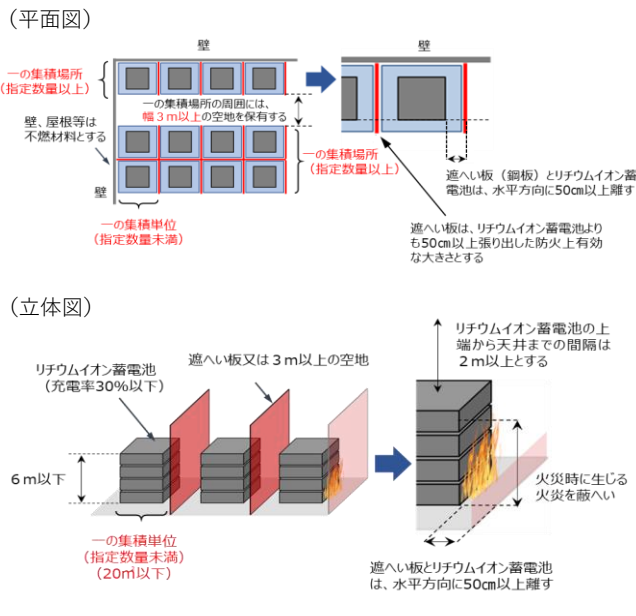 （平面図）
壁
壁
一の集積場所
（指定数量以上）
一の集積場所の周囲には、
幅３ｍ以上の空地を保有する
壁、屋根等は
不燃材料とする
一の集積場所
（指定数量以上）
壁
一の集積単位
（指定数量未満）
遮へい板（鋼板）とリチウムイオン蓄
電池は、水平方向に50㎝以上離す
遮へい板は、リチウムイオン蓄電池より
も50㎝以上張り出した防火上有効
な大きさとする
（立体図）
リチウムイオン蓄電池
（充電率30％以下）
遮へい板又は３ｍ以上の空地
リチウムイオン蓄電池の上
端から天井までの間隔は
２ｍ以上とする
６ｍ以下
火災時に生じる
火炎を蔽へい
一の集積単位
（指定数量未満）
（20㎡以下）
遮へい板とリチウムイオン蓄電池
は、水平方向に50㎝以上離す